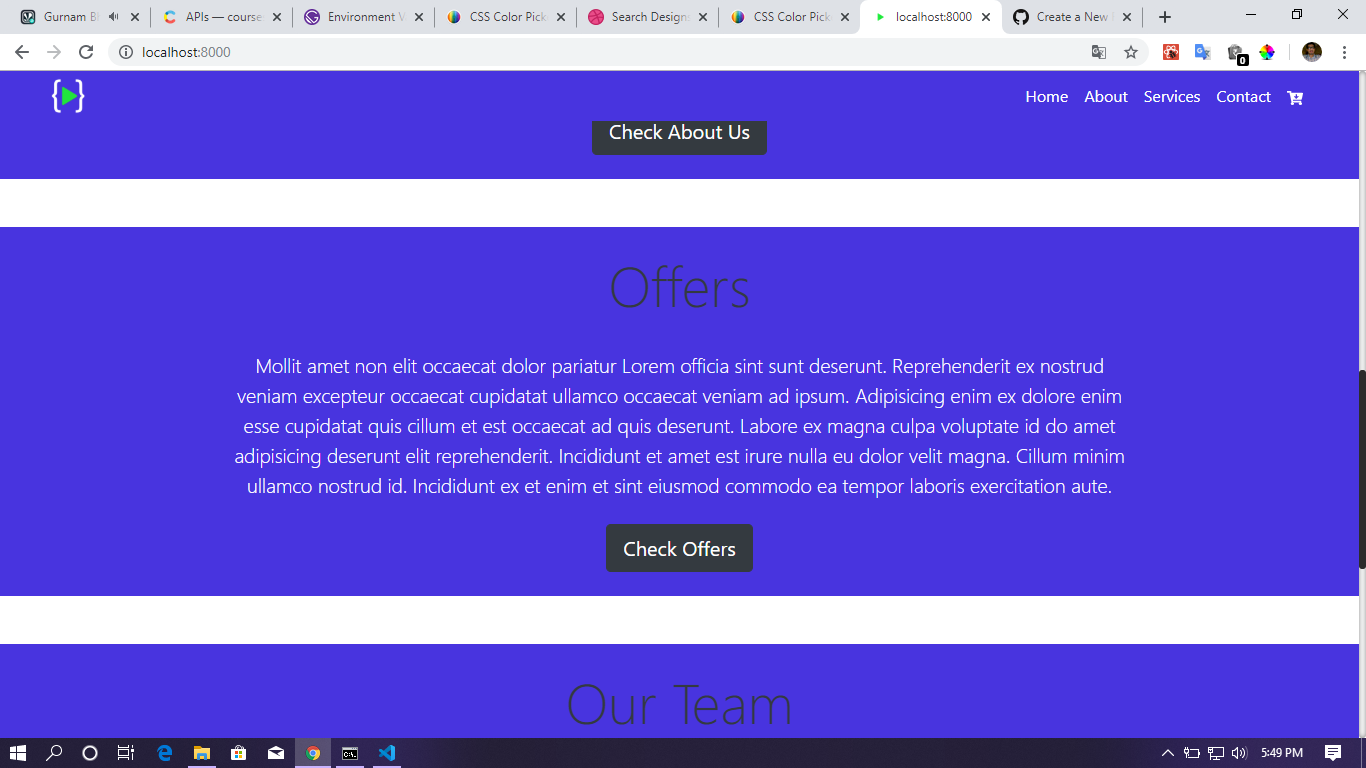 Gurnam B
APIs — course
Environment V
CSS Color Pick
Search Design
CSS Color Pick
localhost:8000
Create a New
localhost:8000
0
Home About Services Contact
Check About Us
Offers
Mollit amet non elit occaecat dolor pariatur Lorem officia sint sunt deserunt. Reprehenderit ex nostrud
veniam excepteur occaecat cupidatat ullamco occaecat veniam ad ipsum. Adipisicing enim ex dolore enim
esse cupidatat quis cillum et est occaecat ad quis deserunt. Labore ex magna culpa voluptate id do amet
adipisicing deserunt elit reprehenderit. Incididunt et amet est irure nulla eu dolor velit magna. Cillum minim
ullamco nostrud id. Incididunt ex et enim et sint eiusmod commodo ea tempor laboris exercitation aute.
Check Offers
Our Team
5:49 PM